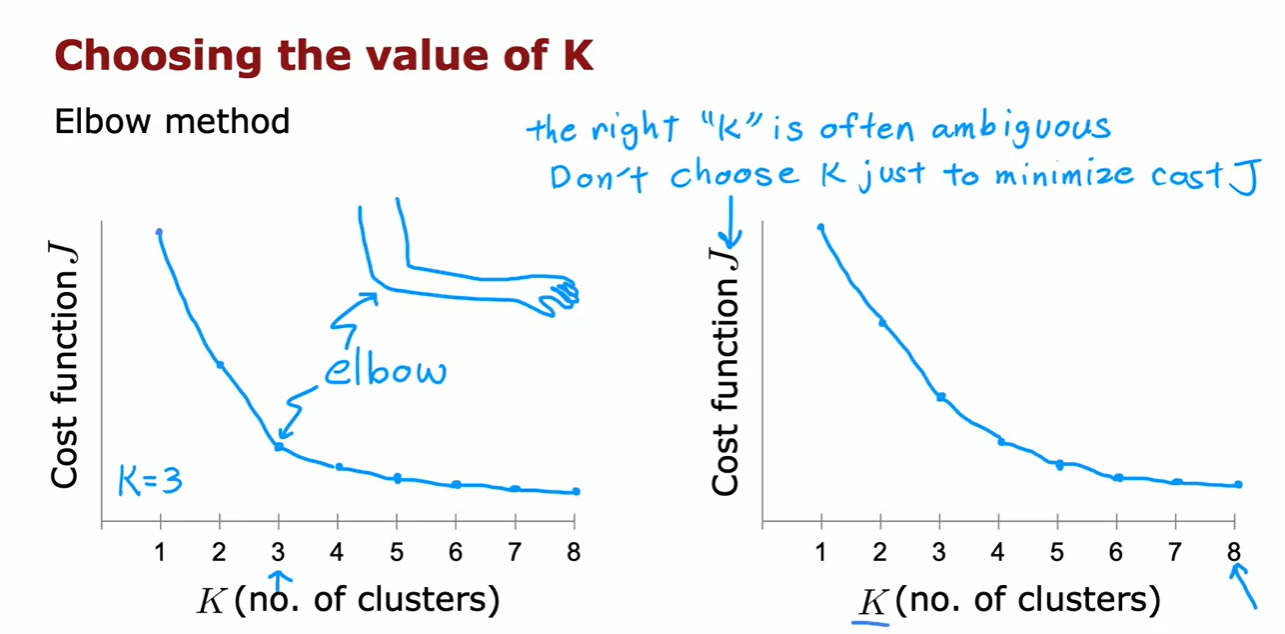 Choosing the value of K
Elbow method
the right "K" is often ambiguous
Don't choose K just to minimize cost J
Cost function J
elbow
K=3
1 2 3 4 5 6 7 8
K (no. of clusters)
Cost function J
1 2 3 4 5 6 7 8
K (no. of clusters)